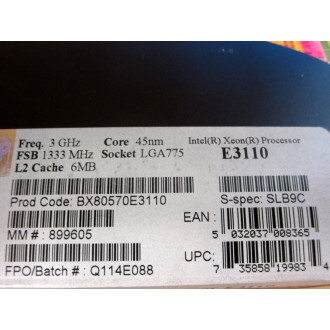 Freq. 3 GHz Core 45nm Intel(R) Xeon(R) Processor
FSB 1333 MHz Socket LGA775 E3110
L2 Cache 6MB
Prod Code: BX80570E3110 S-spec: SLB9C
EAN :
5 032037 008365
MM # : 899605
UPC:
7 35858 19983 4
FPO/Batch # : Q114E088